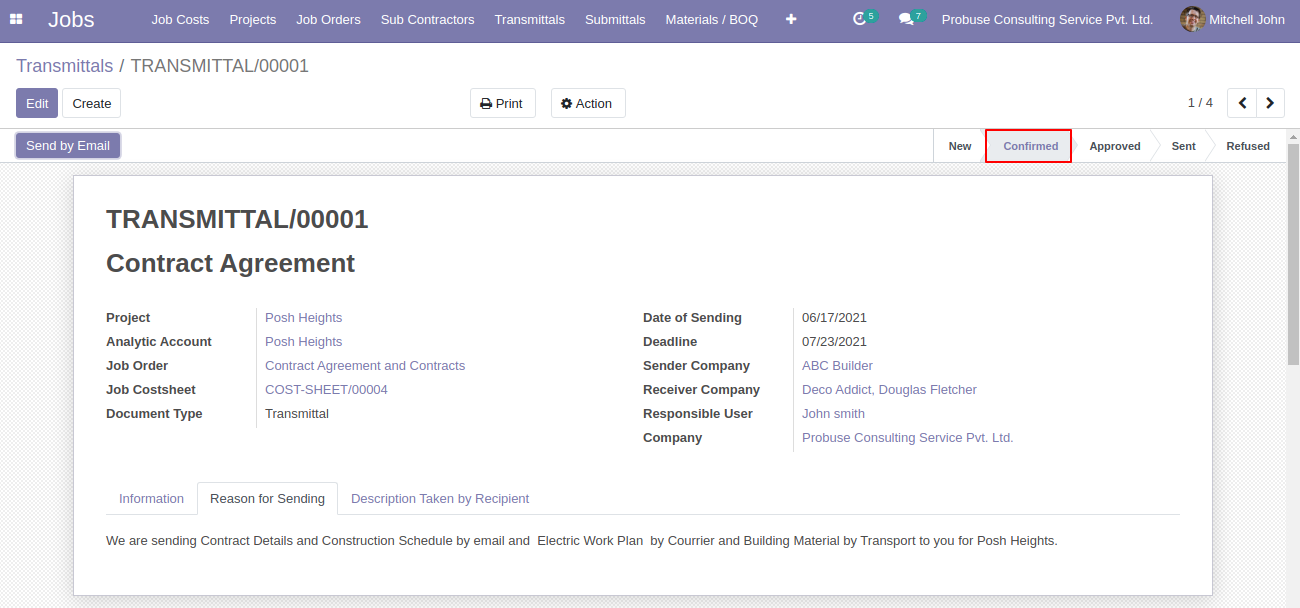 Jobs Job Costs Projects Job Orders Sub Contractors Transmittals Submittals Materials / BOQ 5 7 Probuse Consulting Service Pvt. Ltd. Mitchell John
Transmittals / TRANSMITTAL/00001
Edit Create Print Action 1 / 4
Send by Email New Confirmed Approved Sent Refused
TRANSMITTAL/00001
Contract Agreement
Project Posh Heights
Analytic Account Posh Heights
Job Order Contract Agreement and Contracts
Job Costsheet COST-SHEET/00004
Document Type Transmittal
Date of Sending 06/17/2021
Deadline 07/23/2021
Sender Company ABC Builder
Receiver Company Deco Addict, Douglas Fletcher
Responsible User John smith
Company Probuse Consulting Service Pvt. Ltd.
Information Reason for Sending Description Taken by Recipient
We are sending Contract Details and Construction Schedule by email and  Electric Work Plan  by Courrier and Building Material by Transport to you for Posh Heights.